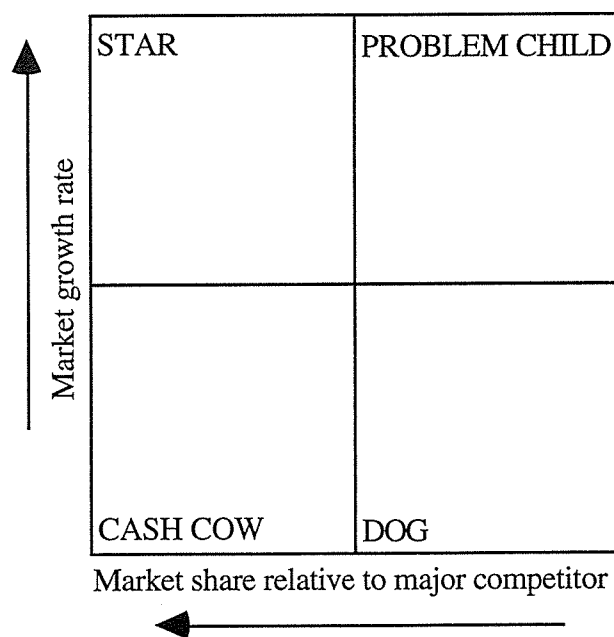 STAR
PROBLEM CHILD
Market growth rate
CASH COW
DOG
Market share relative to major competitor